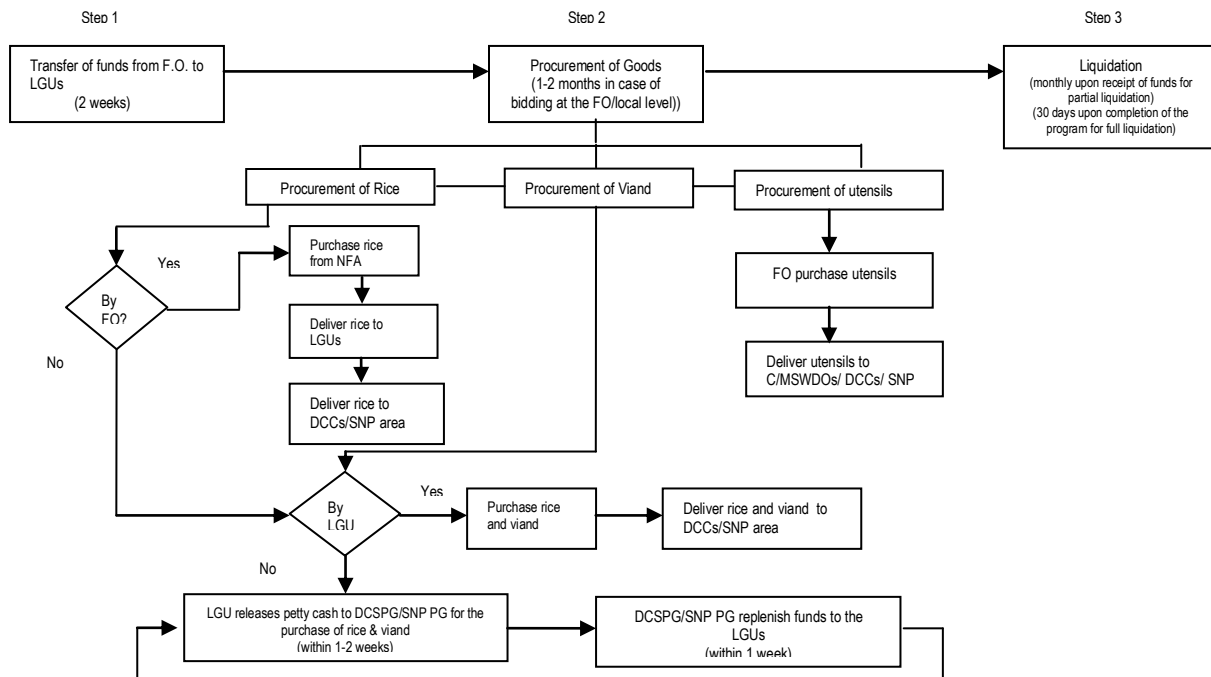 Step 1
Step 2
Step 3
Transfer of funds from F.O. to
LGUs
(2 weeks)
Procurement of Goods
(1-2 months in case of
bidding at the FO/local level))
Liquidation
(monthly upon receipt of funds for
partial liquidation)
(30 days upon completion of the
program for full liquidation)
Procurement of Rice
Procurement of Viand
Procurement of utensils
Yes
Purchase rice
from NFA
FO purchase utensils
By
FO?
Deliver rice to
LGUs
No
Deliver utensils to
C/MSWDOs/ DCCs/ SNP
Deliver rice to
DCCs/SNP area
By
LGU
Yes
Purchase rice
and viand
Deliver rice and viand to
DCCs/SNP area
No
LGU releases petty cash to DCSPG/SNP PG for the
purchase of rice & viand
(within 1-2 weeks)
DCSPG/SNP PG replenish funds to the
LGUs
(within 1 week)